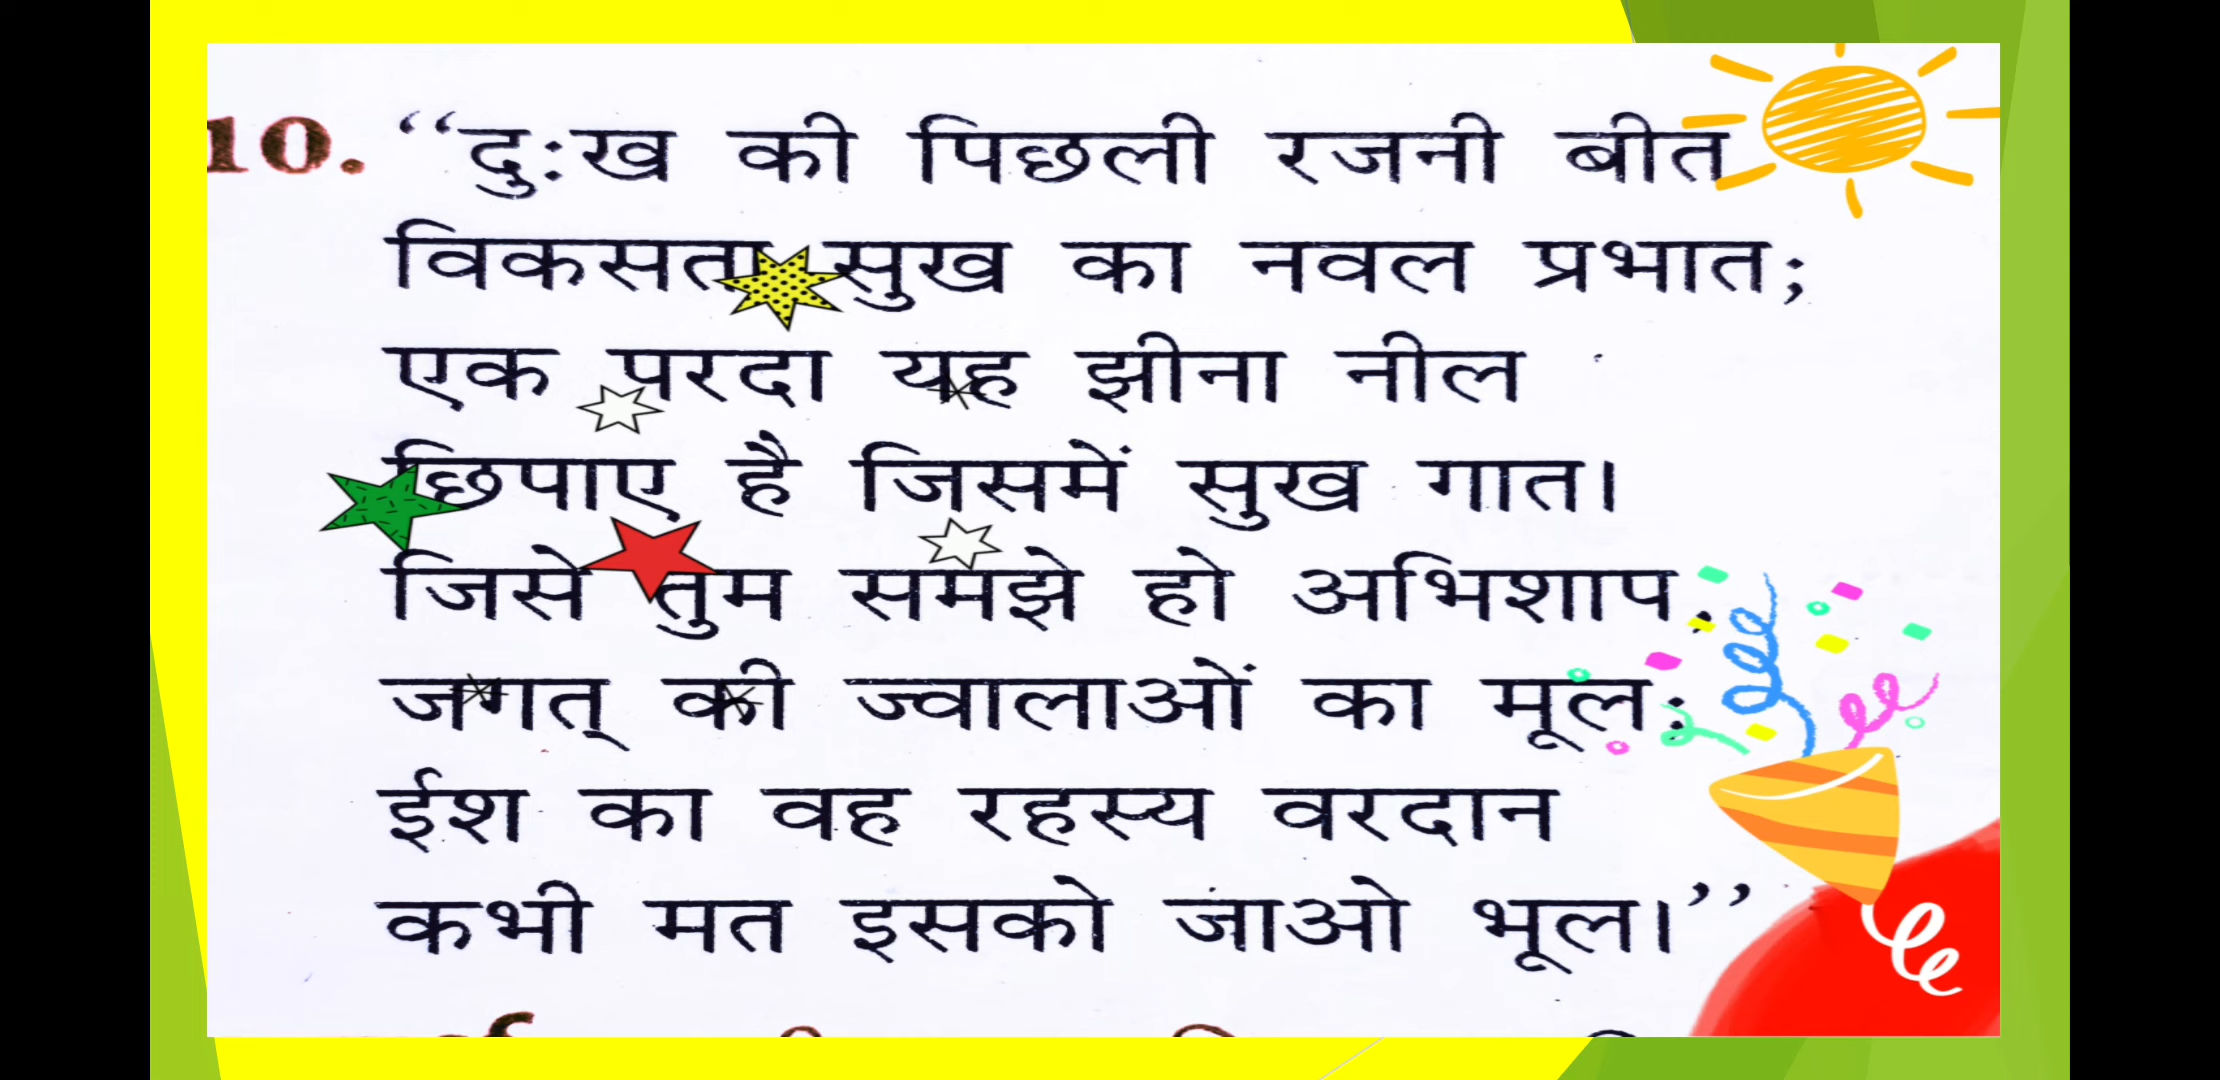 10. ‘‘दुःख की पिछली रजनी बीत
विकसता सुख का नवल प्रभात;
एक परदा यह झीना नील
छिपाए है जिसमें सुख गात।
जिसे तुम समझे हो अभिशाप,
जगत् की ज्वालाओं का मूल;
ईश का वह रहस्य वरदान
कभी मत इसको जाओ भूल।’’